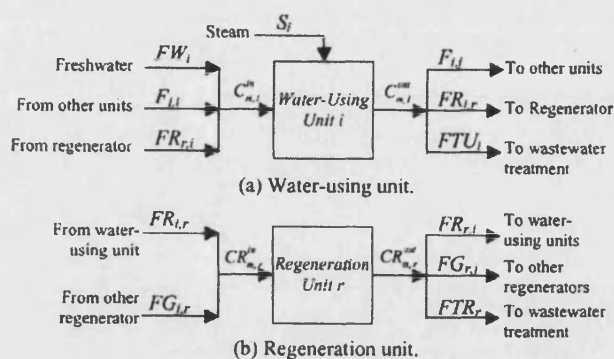 Steam S_i
Freshwater FW_i
From other units F_{j,i}
From regenerator FR_{r,i}
C^{in}_{m,i}
Water-Using
Unit i
C^{out}_{m,i}
F_{i,j} To other units
FR_{i,r} To Regenerator
FTU_i To wastewater
treatment
(a) Water-using unit.
From water-
using unit FR_{i,r}
From other
regenerator FG_{i,r}
CR^{in}_{m,r}
Regeneration
Unit r
CR^{out}_{m,r}
FR_{r,i} To water-
using units
FG_{r,j} To other
regenerators
FTR_r To wastewater
treatment
(b) Regeneration unit.